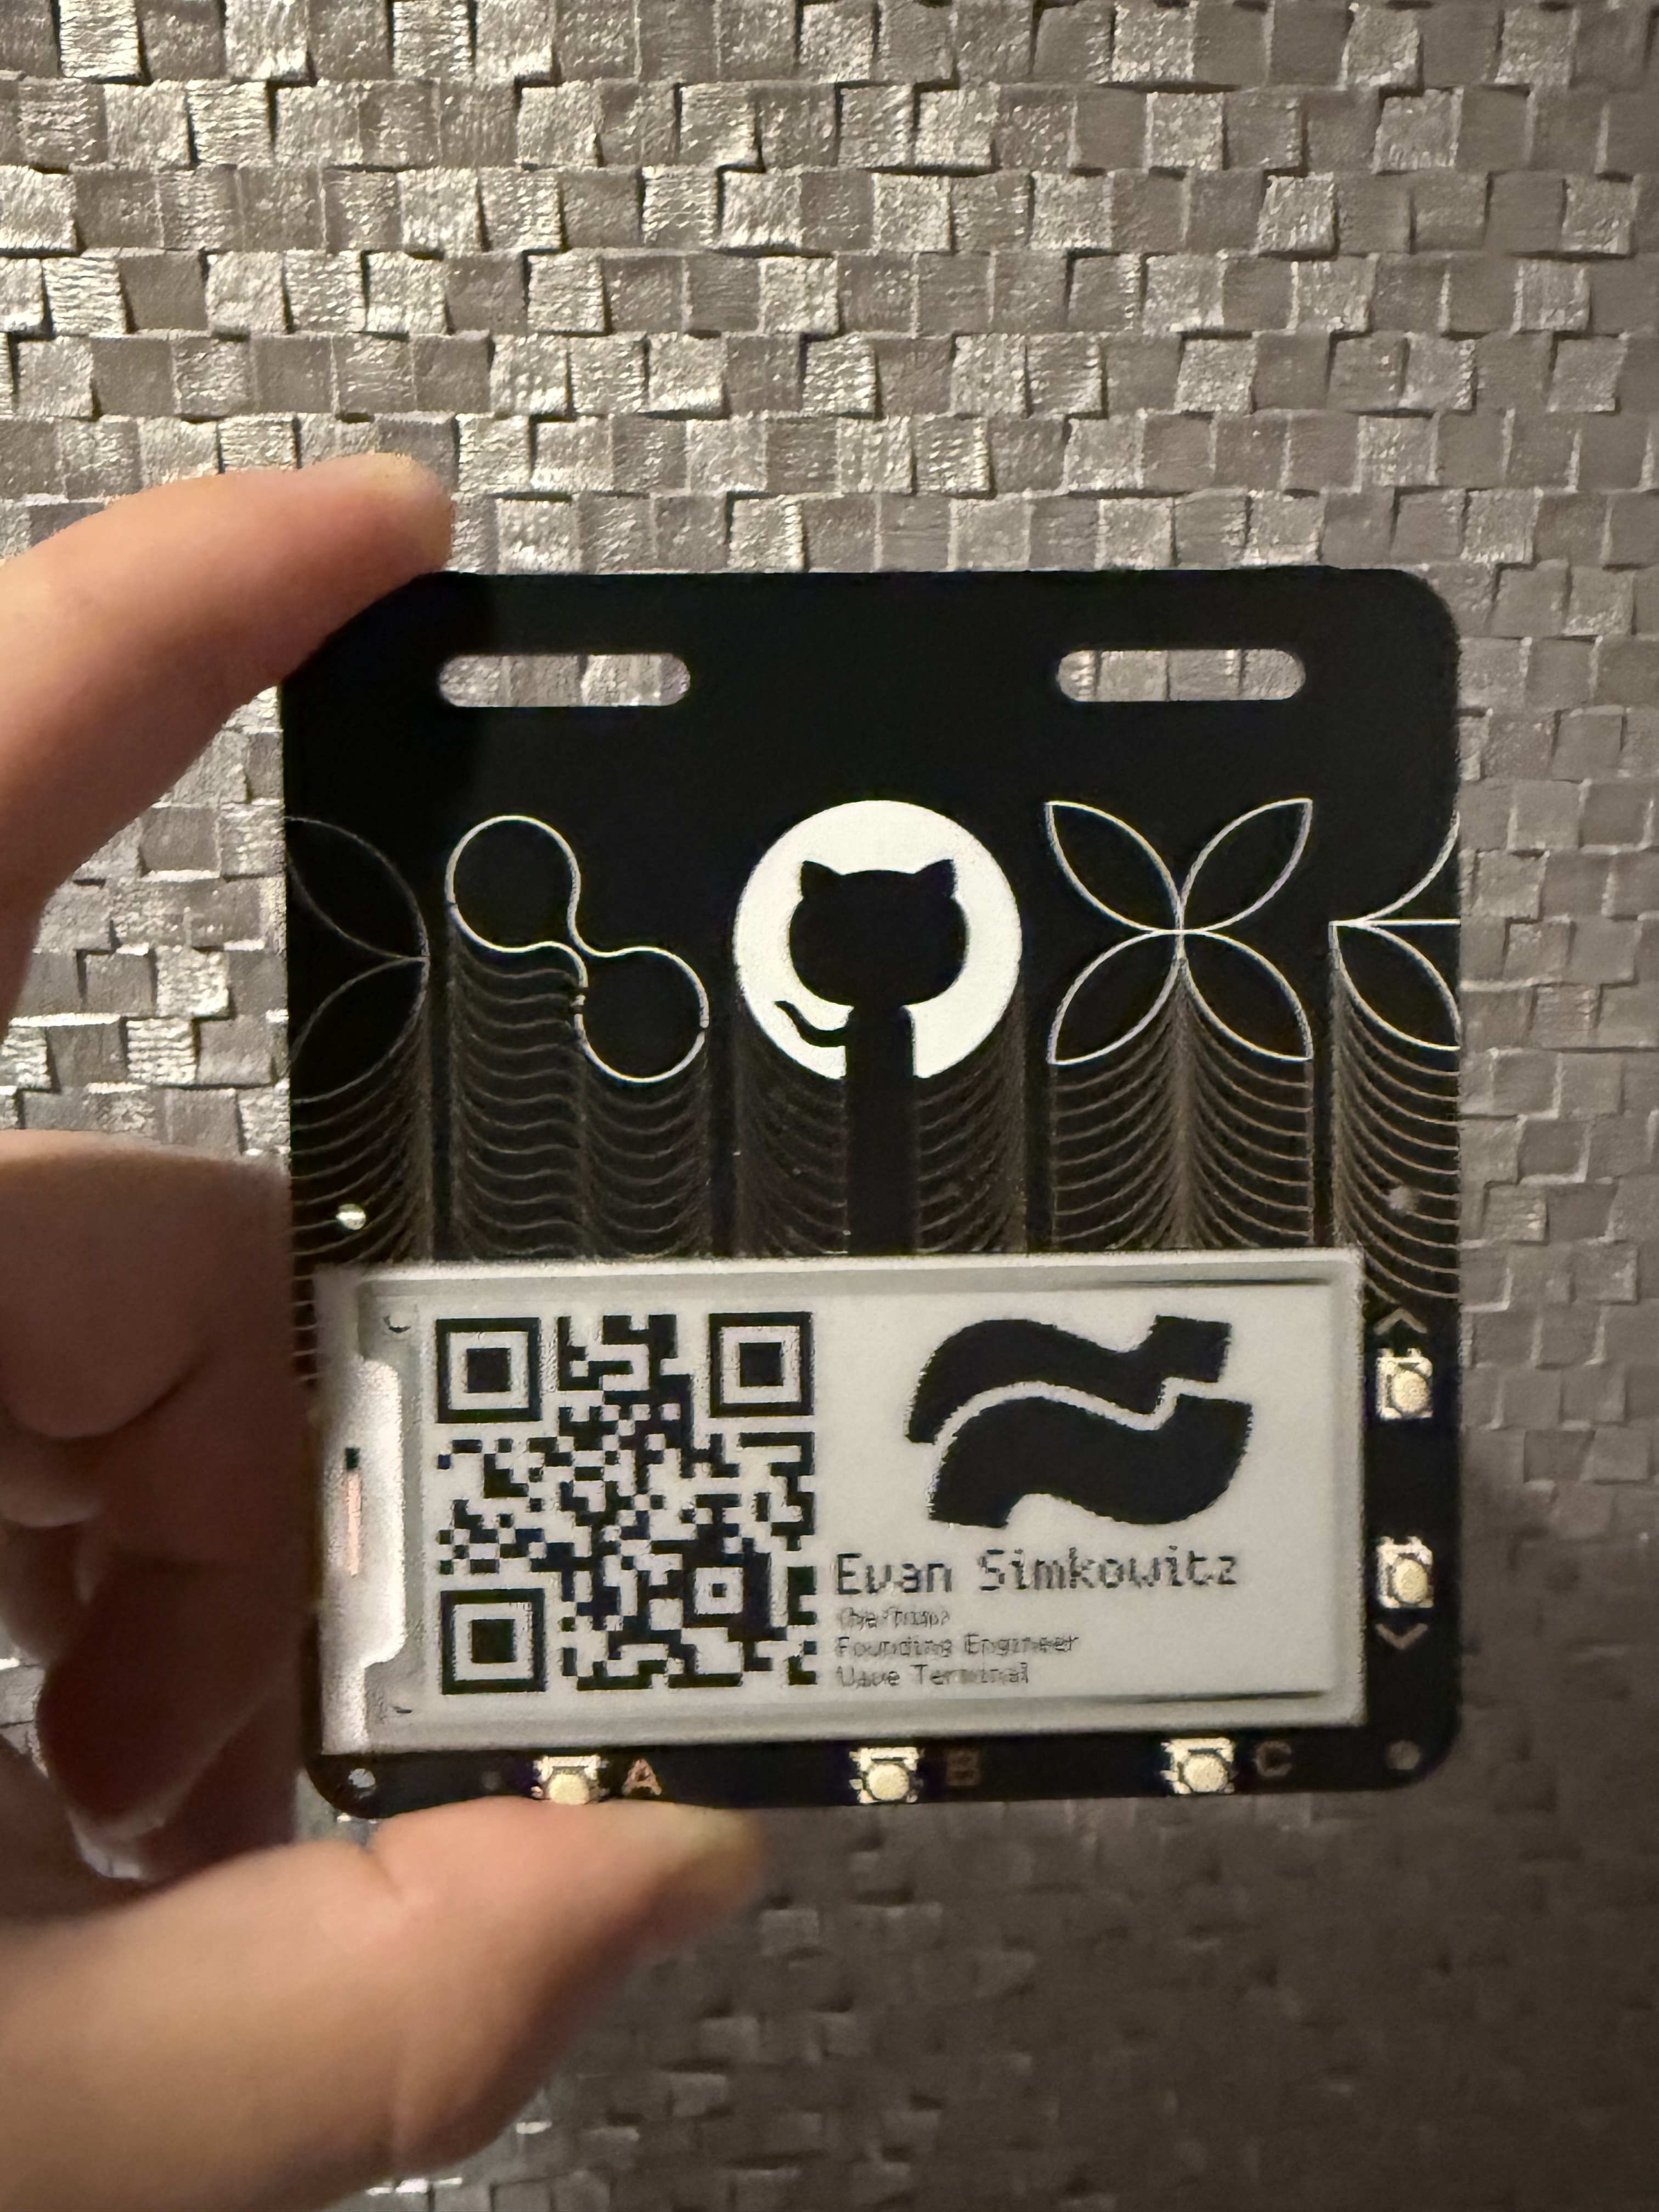 Evan Simkowitz
Founding Engineer
Wave Terminal
A
B
C